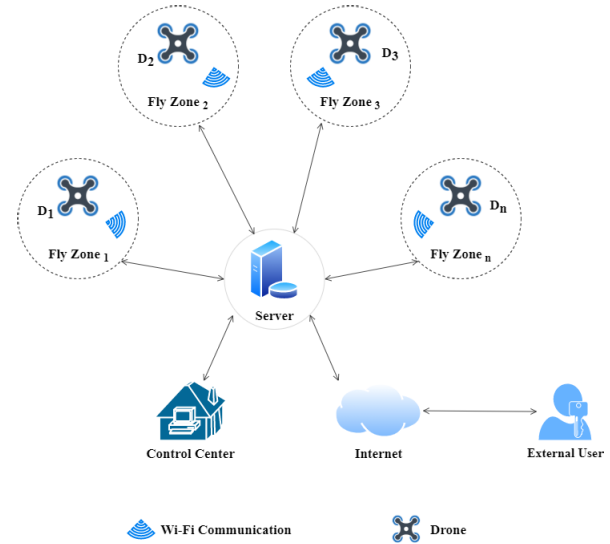 D2
D3
Fly Zone 2
Fly Zone 3
D1
Dn
Fly Zone 1
Fly Zone n
Server
Control Center
Internet
External User
Wi-Fi Communication
Drone